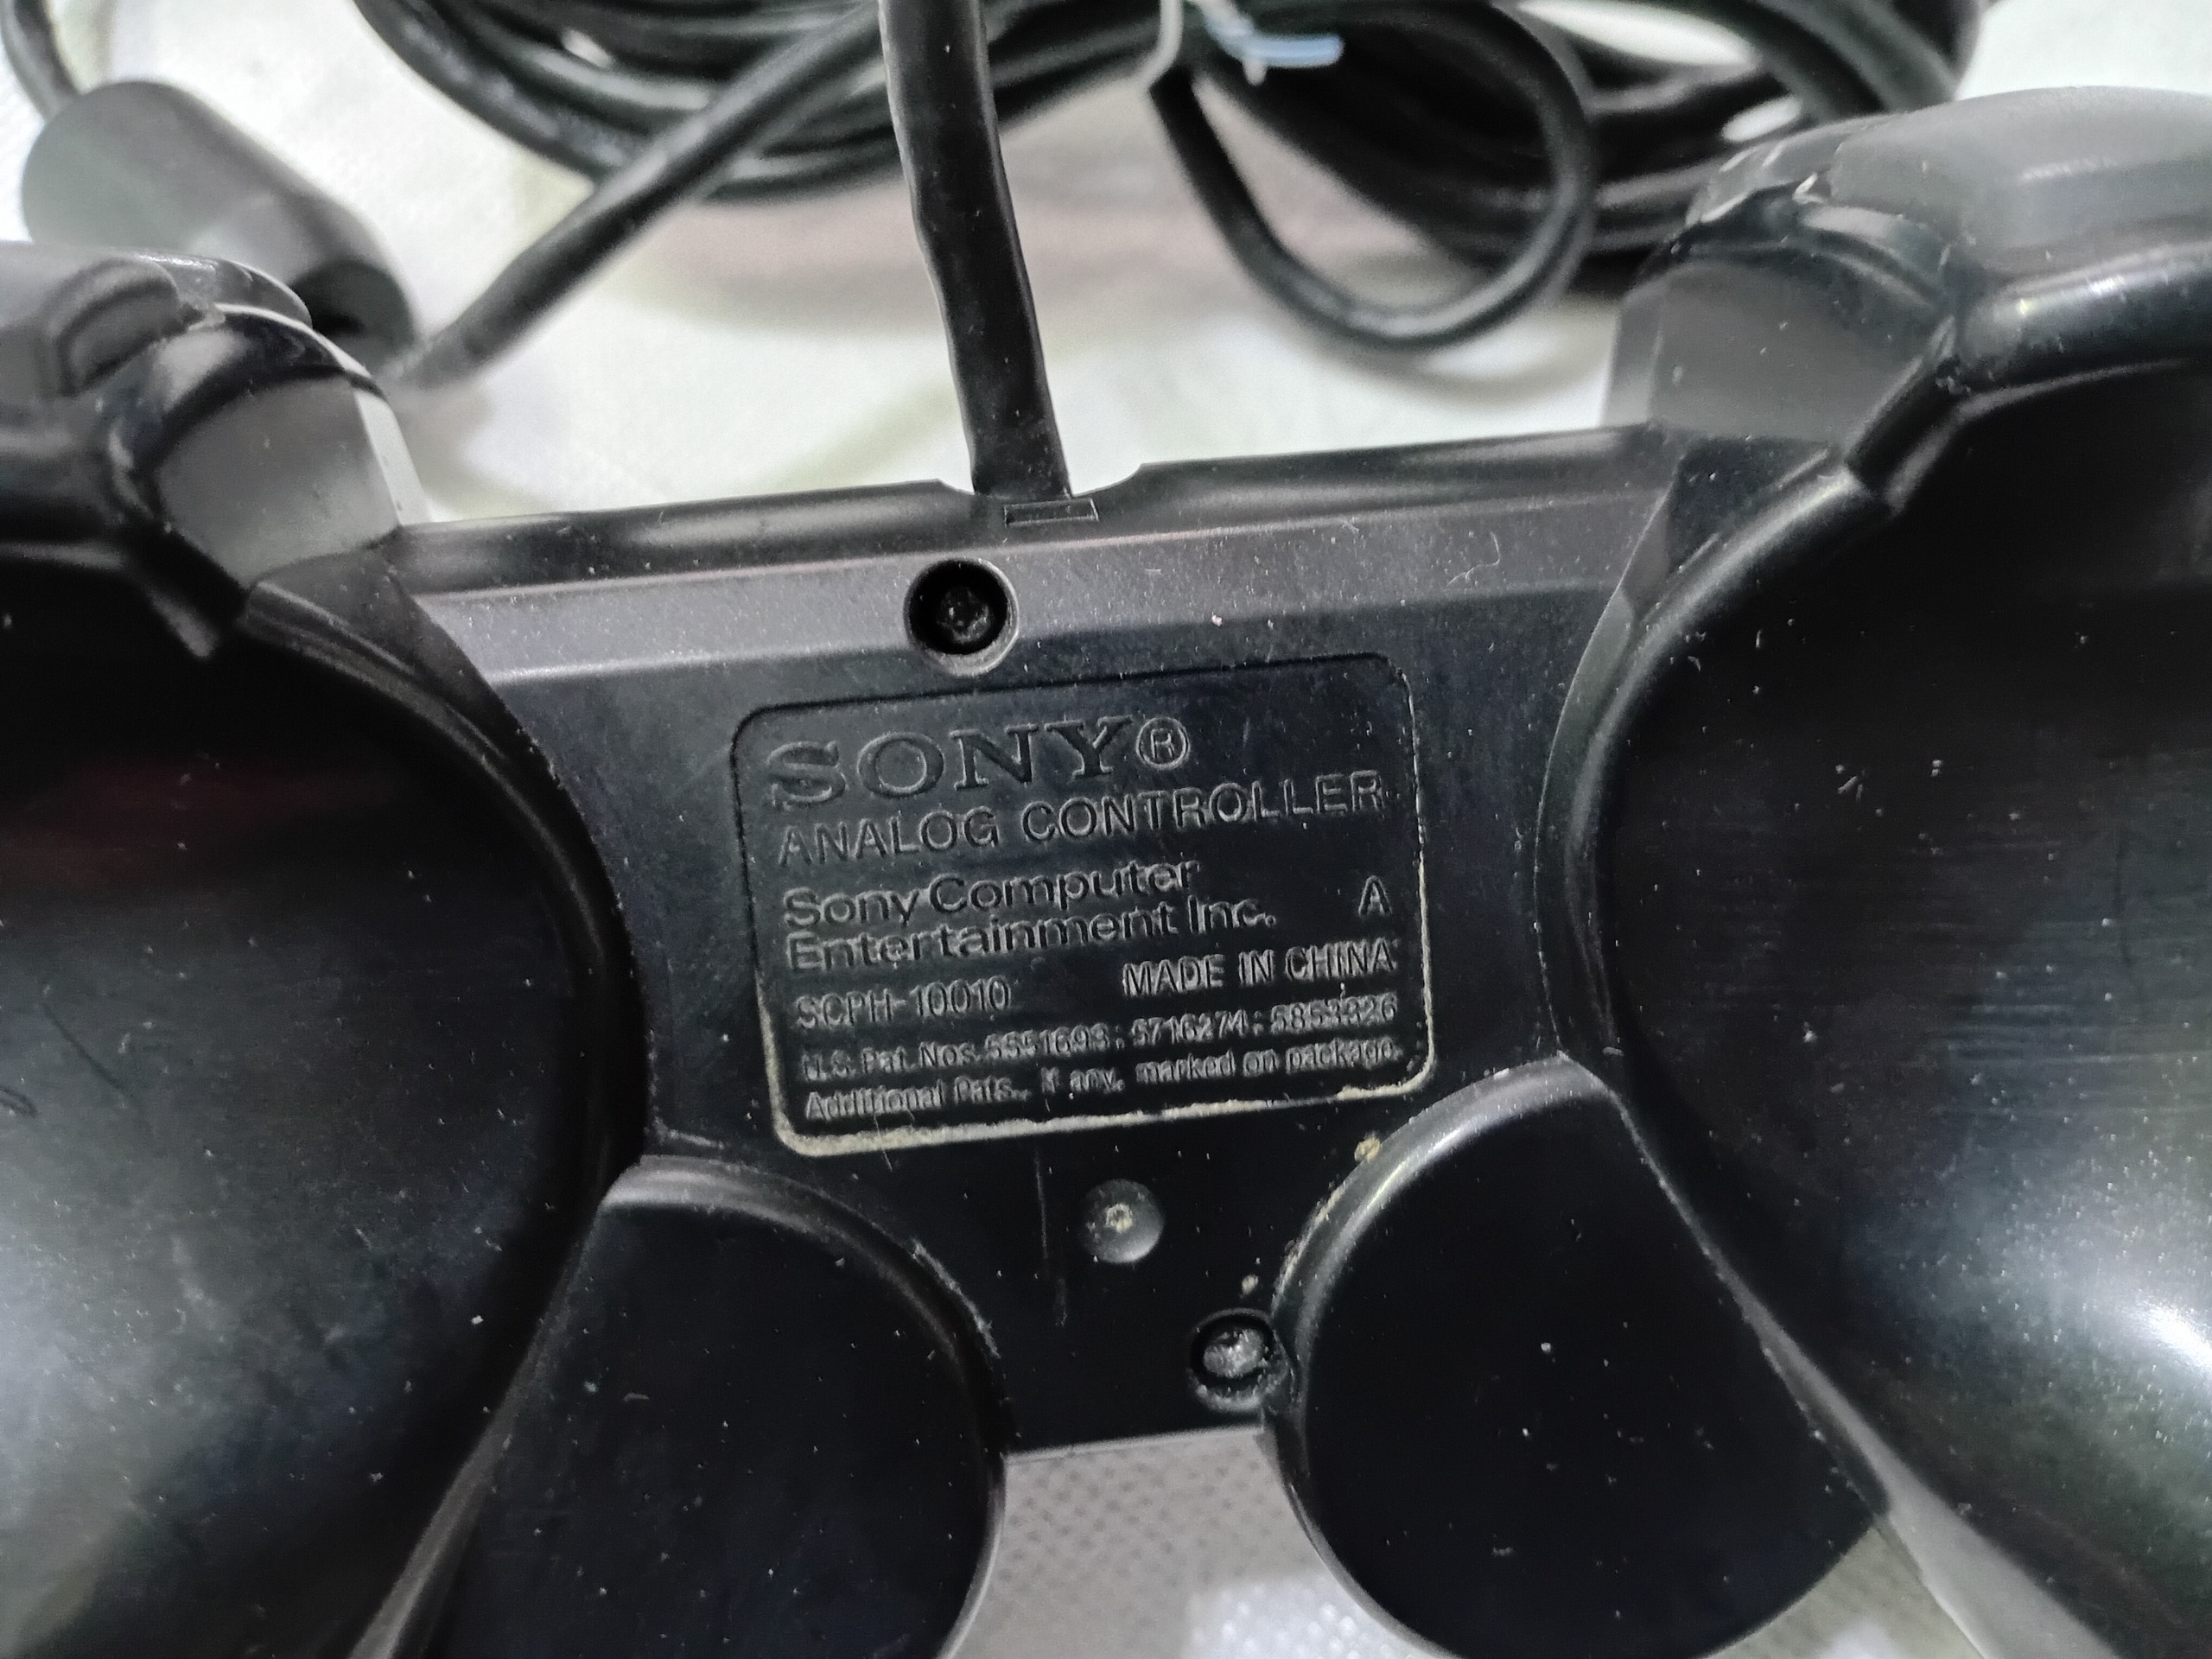 SONY®
ANALOG CONTROLLER
Sony Computer
Entertainment Inc. A
SCPH-10010 MADE IN CHINA
U.S. Pat. Nos. 5551693; 5716274; 5853326
Additional Pats., if any, marked on package.